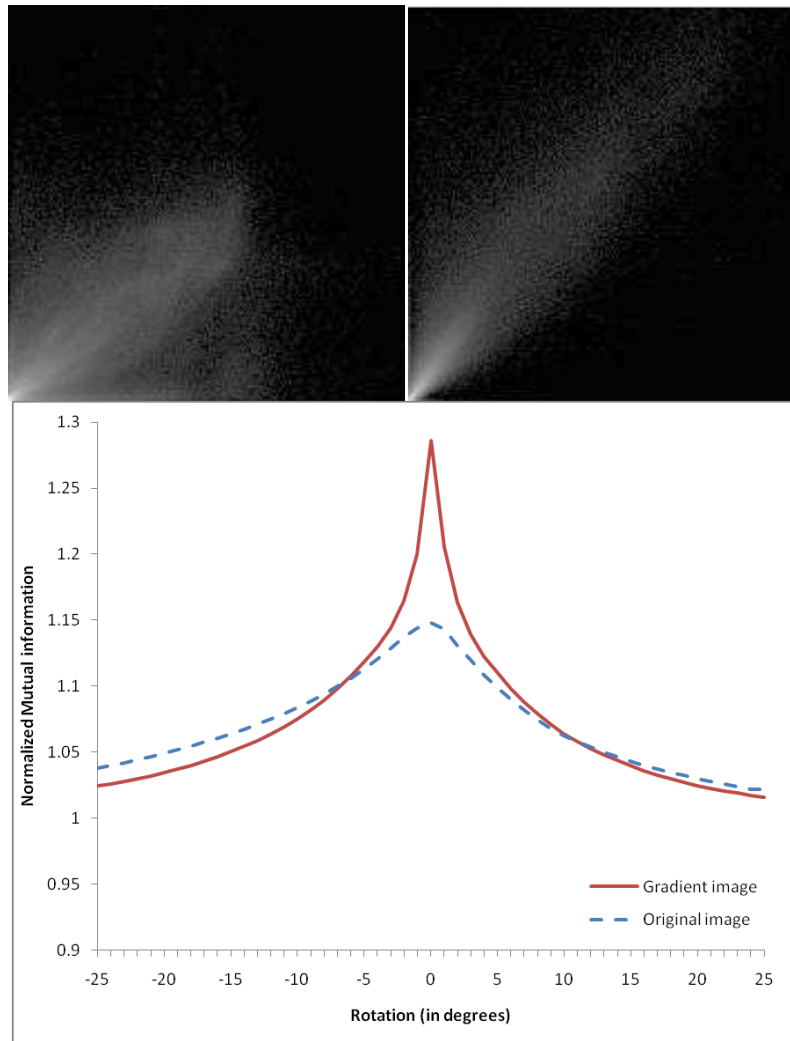 1.3
1.25
1.2
1.15
1.1
1.05
1
0.95
0.9
Normalized Mutual information
-25 -20 -15 -10 -5 0 5 10 15 20 25
Rotation (in degrees)
Gradient image
Original image